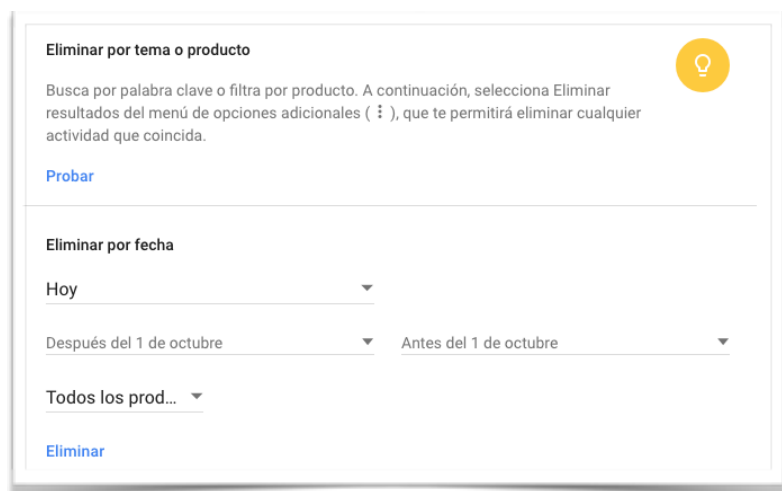 Eliminar por tema o producto
Busca por palabra clave o filtra por producto. A continuación, selecciona Eliminar
resultados del menú de opciones adicionales ( ⋮ ), que te permitirá eliminar cualquier
actividad que coincida.
Probar
Eliminar por fecha
Hoy
Después del 1 de octubre
Antes del 1 de octubre
Todos los prod...
Eliminar